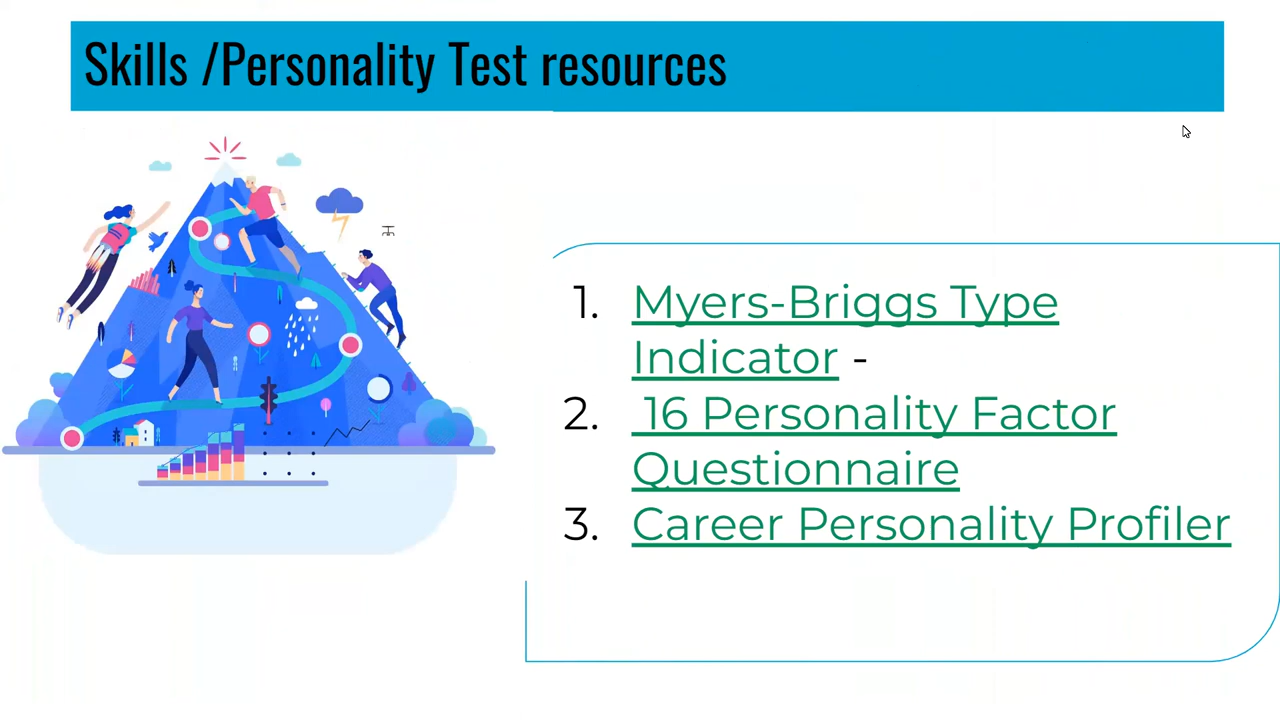 Skills /Personality Test resources
1. Myers-Briggs Type
Indicator -
2. 16 Personality Factor
Questionnaire
3. Career Personality Profiler